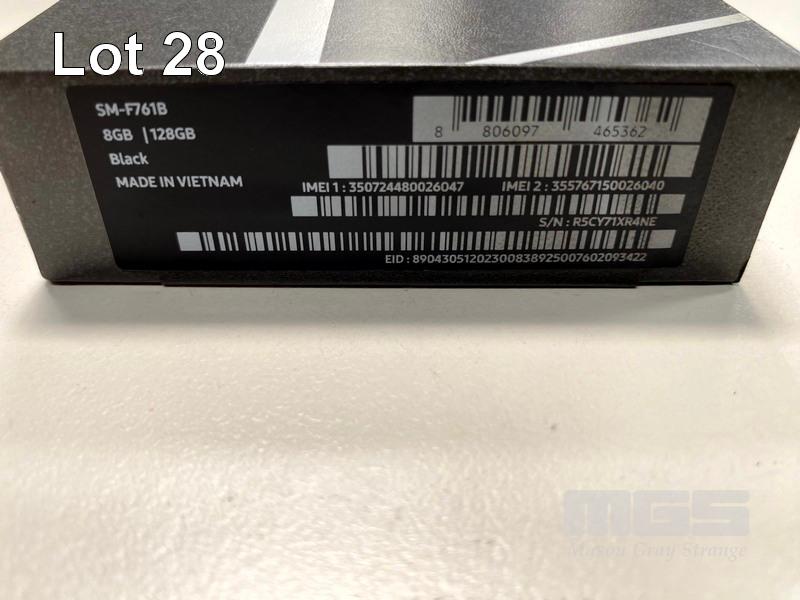 Lot 28
SM-F761B
8GB | 128GB
Black
MADE IN VIETNAM
8 806097 465362
IMEI 1 : 350724480026047 IMEI 2 : 355767150026040
S/N : R5CY71XR4NE
EID : 89043051202300838925007602093422
MGS
Mason Gray Strange